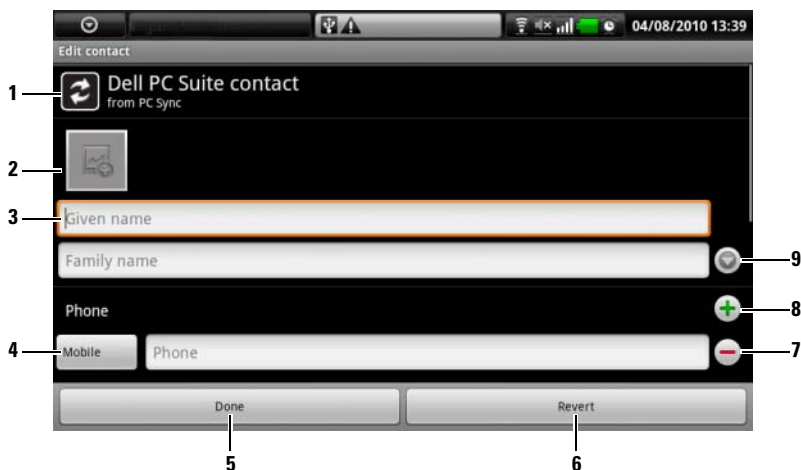 04/08/2010 13:39
Edit contact
1
Dell PC Suite contact
from PC Sync
2
3
Given name
Family name
9
Phone
8
4
Mobile
Phone
7
Done
Revert
5
6